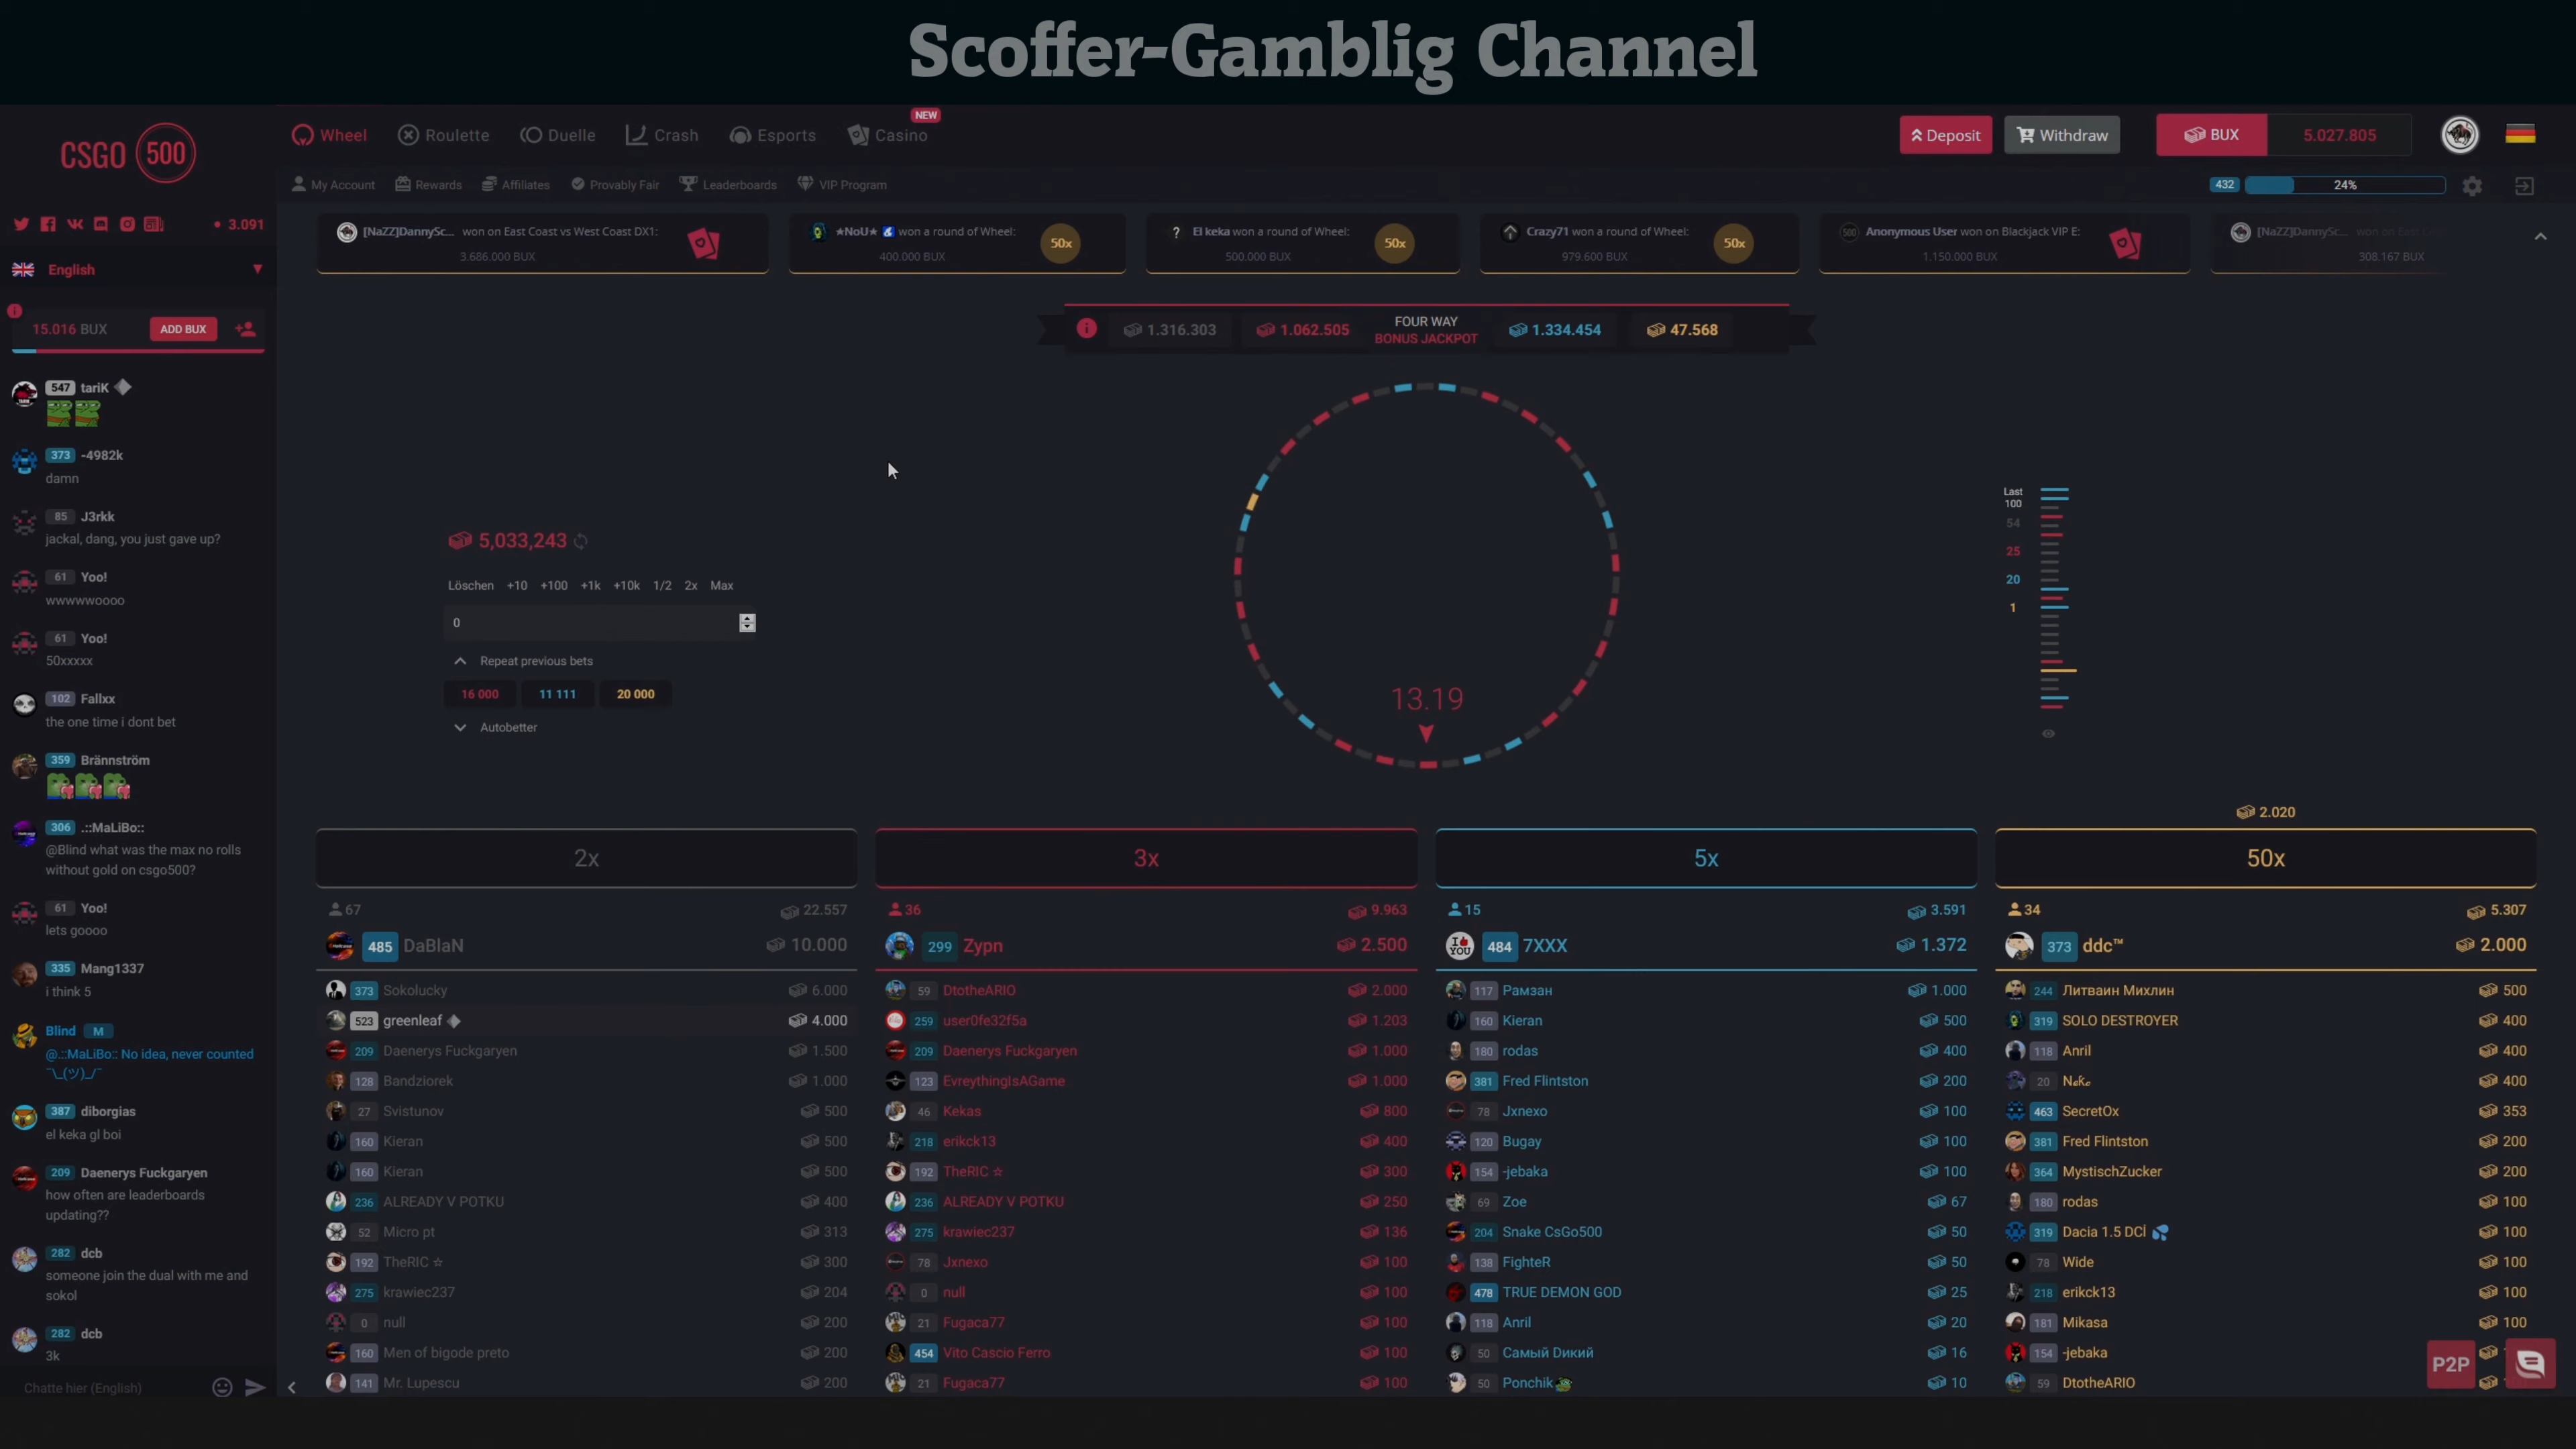 Scoffer-Gamblig Channel
CSGO 500
Wheel Roulette Duelle Crash Esports Casino NEW
Deposit Withdraw BUX 5.027.805
My Account Rewards Affiliates Provably Fair Leaderboards VIP Program
432 24%
3.091
English
15.016 BUX ADD BUX
547 tariK
373 -4982k
damn
85 J3rkk
jackal, dang, you just gave up?
61 Yoo!
wwwwwoooo
61 Yoo!
50xxxxx
102 Fallxx
the one time i dont bet
359 Brännström
306 .::MaLiBo::
@Blind what was the max no rolls
without gold on csgo500?
61 Yoo!
lets goooo
335 Mang1337
i think 5
Blind M
@.::MaLiBo:: No idea, never counted
¯\_(ツ)_/¯
387 diborgias
el keka gl boi
209 Daenerys Fuckgaryen
how often are leaderboards
updating??
282 dcb
someone join the dual with me and
sokol
282 dcb
3k
Chatte hier (English)
[NaZZ]DannySc... won on East Coast vs West Coast DX1:
3.686.000 BUX
★NoU★ won a round of Wheel:
400.000 BUX
50x
El keka won a round of Wheel:
500.000 BUX
50x
Crazy71 won a round of Wheel:
979.600 BUX
50x
500 Anonymous User won on Blackjack VIP E:
1.150.000 BUX
[NaZZ]DannySc... won on East
308.167 BUX
1.316.303 1.062.505 FOUR WAY BONUS JACKPOT 1.334.454 47.568
5,033,243
Löschen +10 +100 +1k +10k 1/2 2x Max
0
Repeat previous bets
16 000 11 111 20 000
Autobetter
13.19
Last
100
54
25
20
1
2.020
2x
67 22.557
485 DaBlaN 10.000
373 Sokolucky 6.000
523 greenleaf 4.000
209 Daenerys Fuckgaryen 1.500
128 Bandziorek 1.000
27 Svistunov 500
160 Kieran 500
160 Kieran 500
236 ALREADY V POTKU 400
52 Micro pt 313
192 TheRIC ☆ 300
275 krawiec237 204
0 null 200
160 Men of bigode preto 200
141 Mr. Lupescu 200
3x
36 9.963
299 Zypn 2.500
59 DtotheARIO 2.000
259 user0fe32f5a 1.203
209 Daenerys Fuckgaryen 1.000
123 EvreythingIsAGame 1.000
46 Kekas 800
218 erikck13 400
192 TheRIC ☆ 300
236 ALREADY V POTKU 250
275 krawiec237 136
78 Jxnexo 100
0 null 100
21 Fugaca77 100
454 Vito Cascio Ferro 100
21 Fugaca77 100
5x
15 3.591
I YOU 484 7XXX 1.372
117 Рамзан 1.000
160 Kieran 500
180 rodas 400
381 Fred Flintston 200
78 Jxnexo 100
120 Bugay 100
154 -jebaka 100
69 Zoe 67
204 Snake CsGo500 50
138 FighteR 50
478 TRUE DEMON GOD 25
118 Anril 20
50 Самый Dикий 16
50 Ponchik 10
50x
34 5.307
373 ddc™ 2.000
244 Литваин Михлин 500
319 SOLO DESTROYER 400
118 Anril 400
20 Neko 400
463 SecretOx 353
381 Fred Flintston 200
364 MystischZucker 200
180 rodas 100
319 Dacia 1.5 DCİ 100
78 Wide 100
218 erikck13 100
181 Mikasa 100
154 -jebaka
59 DtotheARIO
P2P